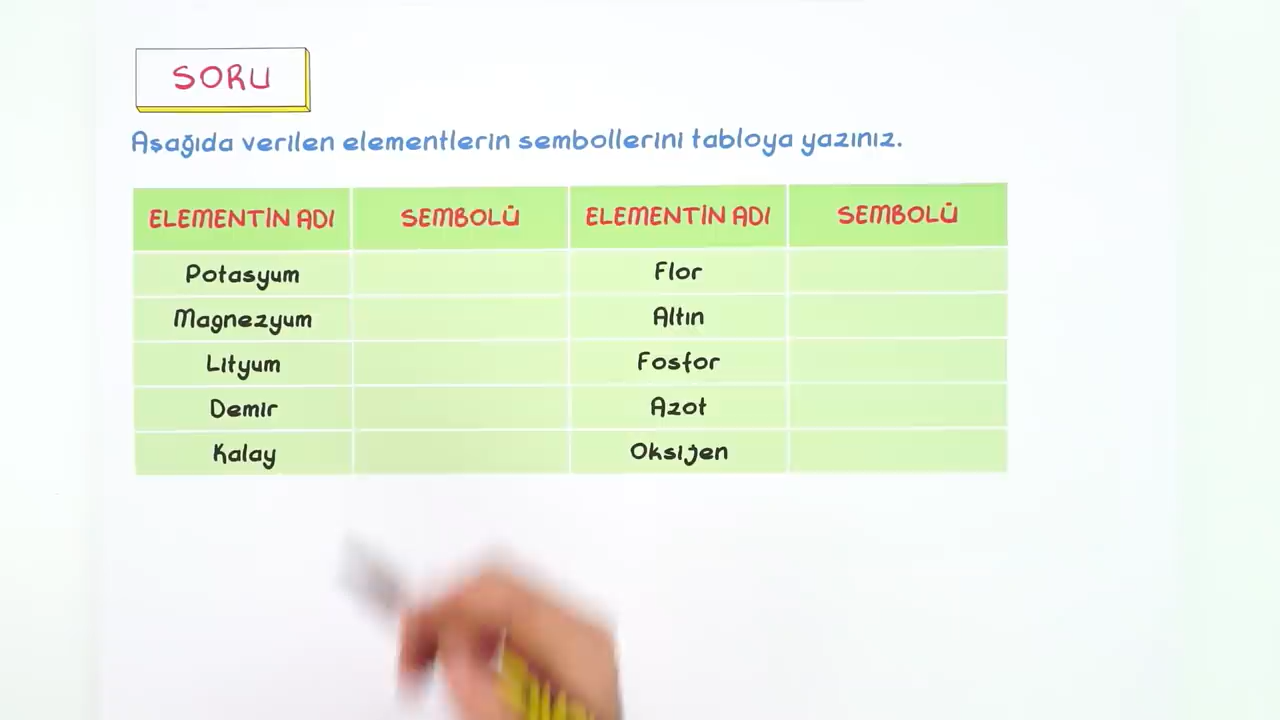 SORU
Aşağıda verilen elementlerin sembollerini tabloya yazınız.
ELEMENTİN ADI SEMBOLÜ ELEMENTİN ADI SEMBOLÜ
Potasyum Flor
Magnezyum Altın
Lityum Fosfor
Demir Azot
Kalay Oksijen